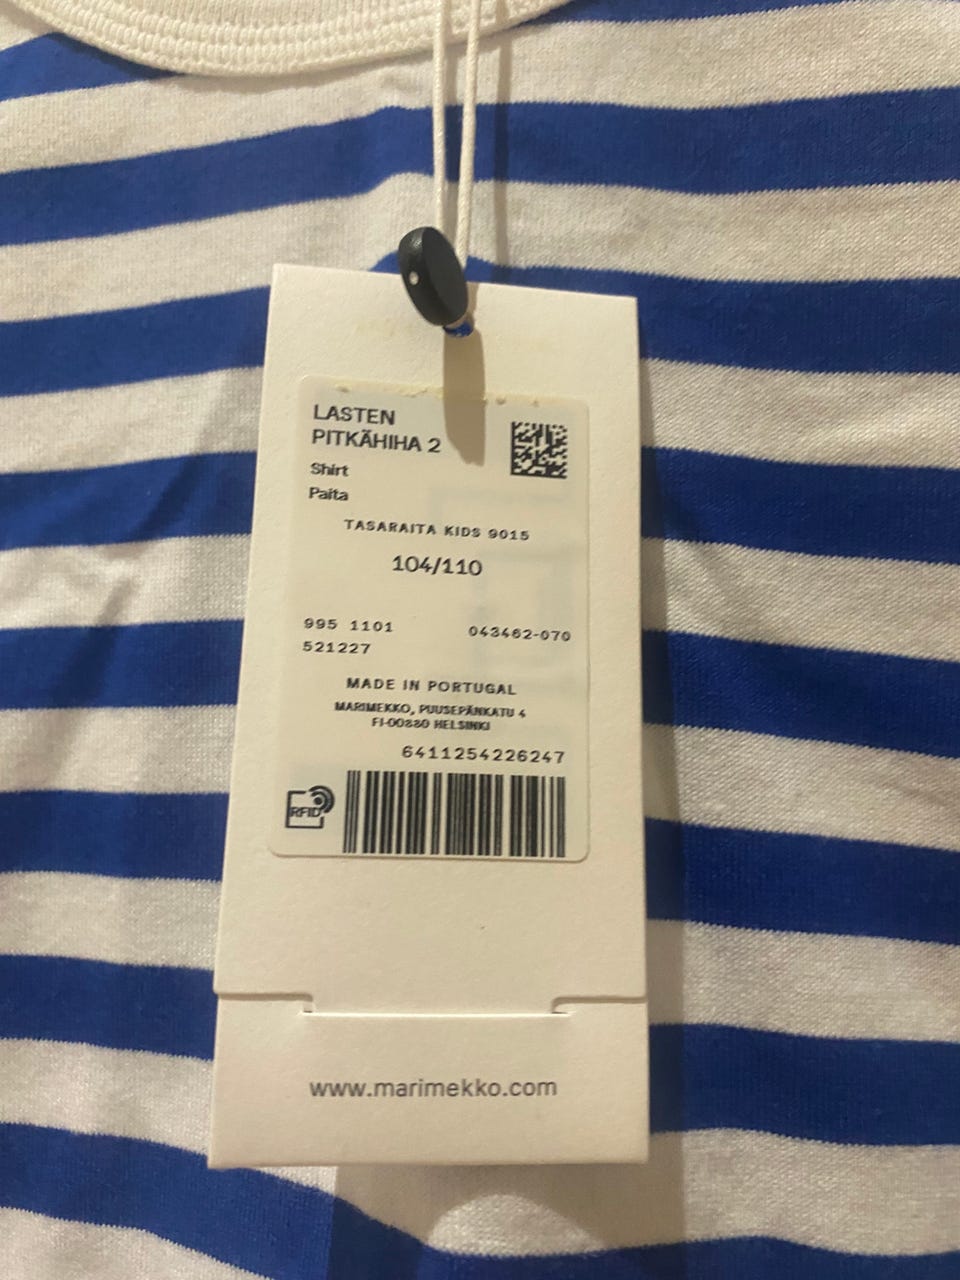 LASTEN
PITKÄHIHA 2
Shirt
Paita
TASARAITA KIDS 9015
104/110
995 1101 043462-070
521227
MADE IN PORTUGAL
MARIMEKKO, PUUSEPÄNKATU 4
FI-00880 HELSINKI
6411254226247
RFID
www.marimekko.com